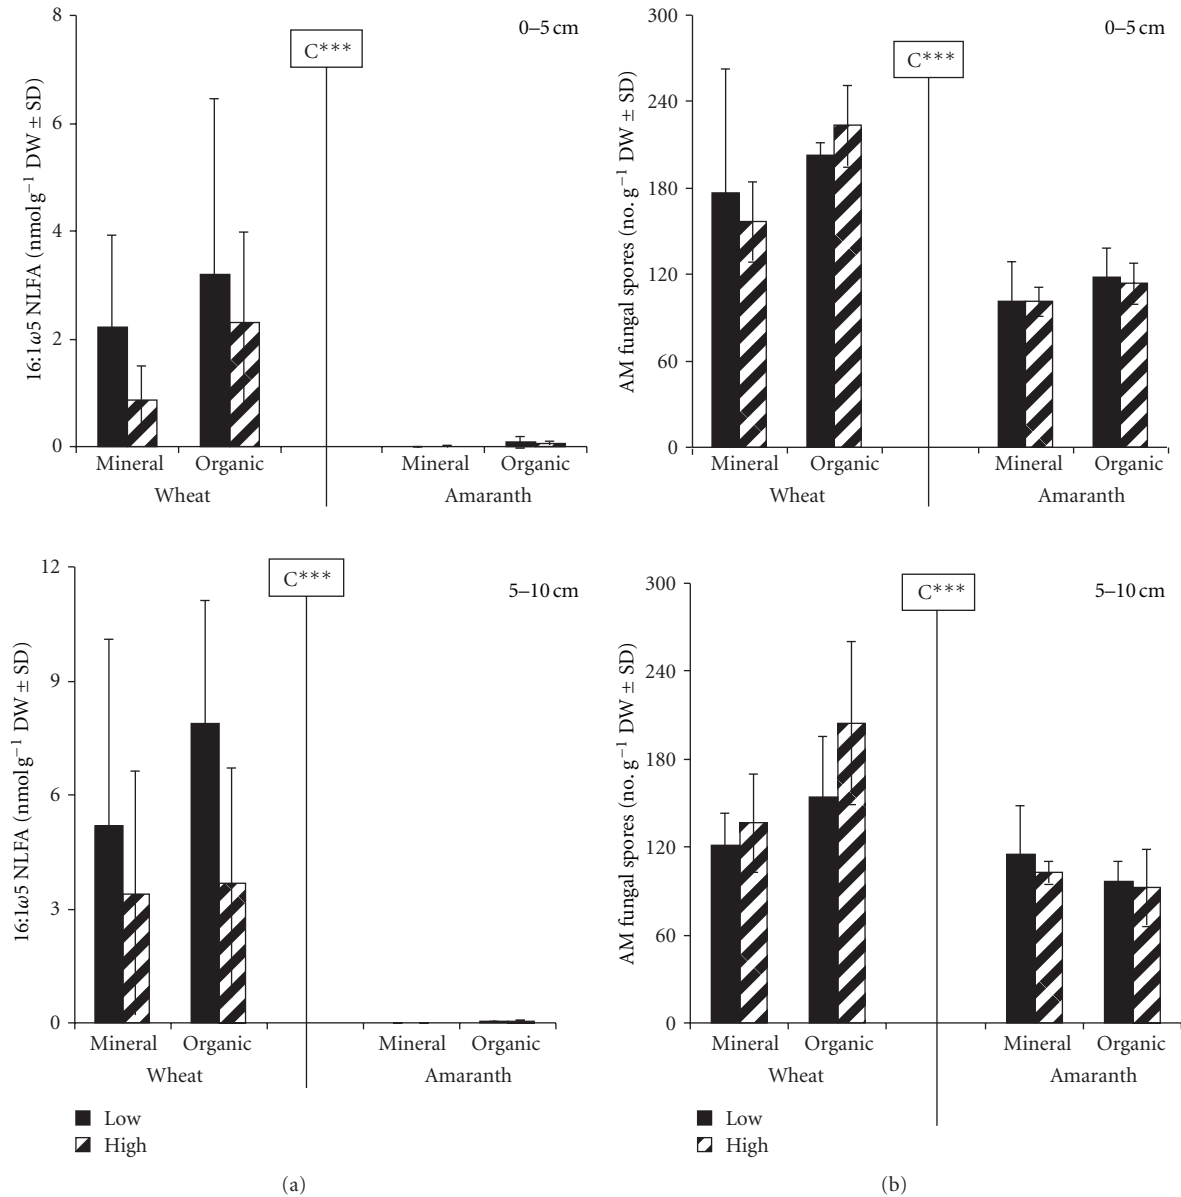 0–5 cm
C***
16:1ω5 NLFA (nmol g⁻¹ DW ± SD)
8
6
4
2
0
Mineral Organic Mineral Organic
Wheat Amaranth
0–5 cm
C***
AM fungal spores (no. g⁻¹ DW ± SD)
300
240
180
120
60
0
Mineral Organic Mineral Organic
Wheat Amaranth
5–10 cm
C***
16:1ω5 NLFA (nmol g⁻¹ DW ± SD)
12
9
6
3
0
Mineral Organic Mineral Organic
Wheat Amaranth
Low
High
(a)
5–10 cm
C***
AM fungal spores (no. g⁻¹ DW ± SD)
300
240
180
120
60
0
Mineral Organic Mineral Organic
Wheat Amaranth
Low
High
(b)